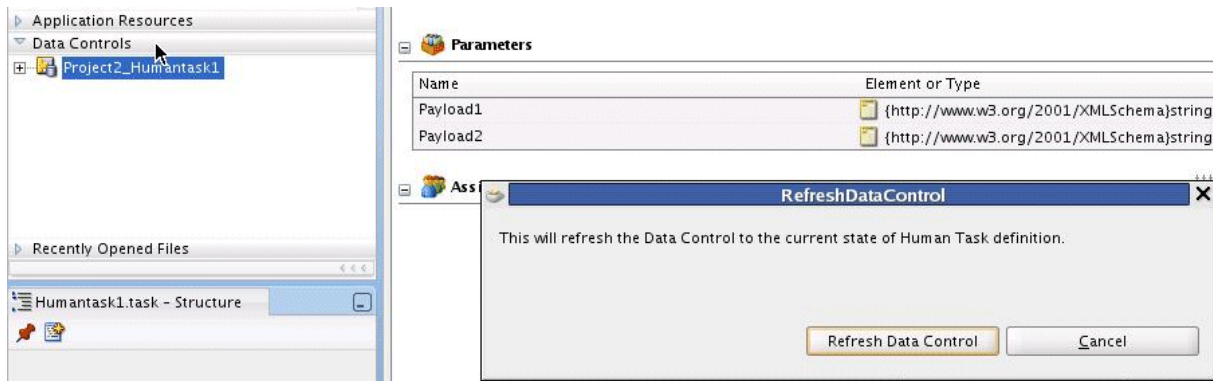 Application Resources
Data Controls
Project2_Humantask1
Recently Opened Files
Humantask1.task - Structure
Parameters
Name Element or Type
Payload1 {http://www.w3.org/2001/XMLSchema}string
Payload2 {http://www.w3.org/2001/XMLSchema}string
Assi
RefreshDataControl
This will refresh the Data Control to the current state of Human Task definition.
Refresh Data Control Cancel